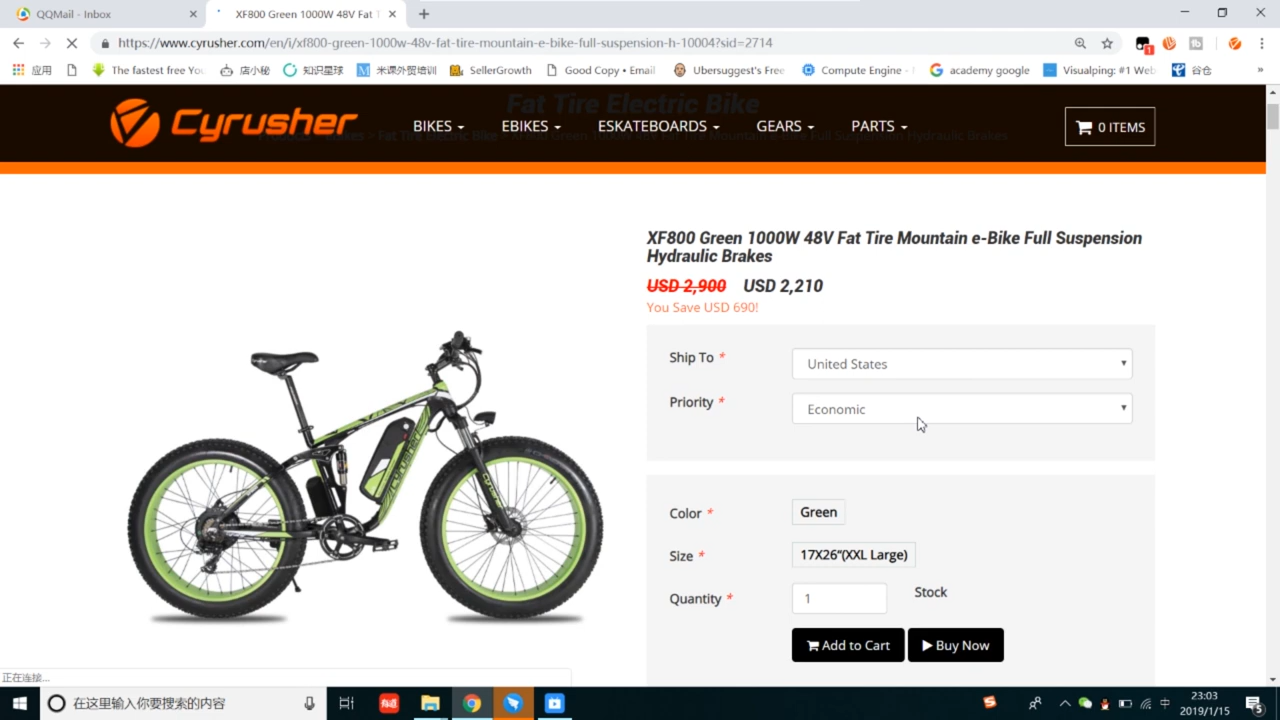 QQMail - Inbox
XF800 Green 1000W 48V Fat T
https://www.cyrusher.com/en/i/xf800-green-1000w-48v-fat-tire-mountain-e-bike-full-suspension-h-10004?sid=2714
1
应用
The fastest free Yo
店小秘
知识星球
米课外贸培训
SellerGrowth
Good Copy • Email
Ubersuggest's Free
Compute Engine -
academy google
Visualping: #1 Web
谷仓
»
Fat Tire Electric Bike
Cyrusher
BIKES
EBIKES
ESKATEBOARDS
GEARS
PARTS
0 ITEMS
XF800 Green 1000W 48V Fat Tire Mountain e-Bike Full Suspension
Hydraulic Brakes
USD 2,900 USD 2,210
You Save USD 690!
Ship To * United States
Priority * Economic
Color * Green
Size * 17X26“(XXL Large)
Quantity * 1 Stock
Add to Cart Buy Now
正在连接...
在这里输入你要搜索的内容
中
23:03
2019/1/15
5